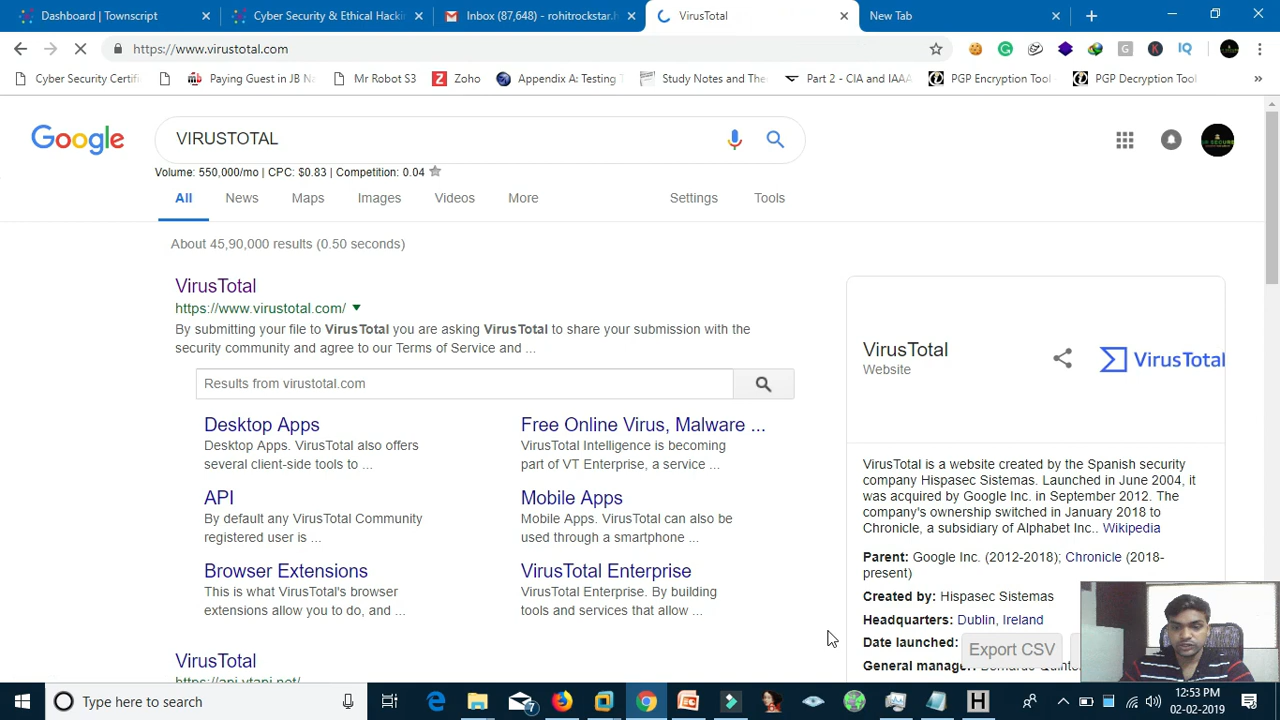 Dashboard | Townscript
Cyber Security & Ethical Hacki
Inbox (87,648) - rohitrockstar.h
VirusTotal
New Tab
https://www.virustotal.com
Cyber Security Certifi
Paying Guest in JB Na
Mr Robot S3
Zoho
Appendix A: Testing T
Study Notes and The
Part 2 - CIA and IAAA
PGP Encryption Tool
PGP Decryption Tool
Google
VIRUSTOTAL
Volume: 550,000/mo | CPC: $0.83 | Competition: 0.04
All News Maps Images Videos More Settings Tools
About 45,90,000 results (0.50 seconds)
VirusTotal
https://www.virustotal.com/
By submitting your file to VirusTotal you are asking VirusTotal to share your submission with the
security community and agree to our Terms of Service and ...
Results from virustotal.com
Desktop Apps
Desktop Apps. VirusTotal also offers
several client-side tools to ...
Free Online Virus, Malware ...
VirusTotal Intelligence is becoming
part of VT Enterprise, a service ...
API
By default any VirusTotal Community
registered user is ...
Mobile Apps
Mobile Apps. VirusTotal can also be
used through a smartphone ...
Browser Extensions
This is what VirusTotal's browser
extensions allow you to do, and ...
VirusTotal Enterprise
VirusTotal Enterprise. By building
tools and services that allow ...
VirusTotal
https://api.vtapi.net/
VirusTotal
Website
VirusTotal
VirusTotal is a website created by the Spanish security
company Hispasec Sistemas. Launched in June 2004, it
was acquired by Google Inc. in September 2012. The
company's ownership switched in January 2018 to
Chronicle, a subsidiary of Alphabet Inc.. Wikipedia
Parent: Google Inc. (2012-2018); Chronicle (2018-
present)
Created by: Hispasec Sistemas
Headquarters: Dublin, Ireland
Date launched:
Export CSV
General manager:
Type here to search
12:53 PM
02-02-2019